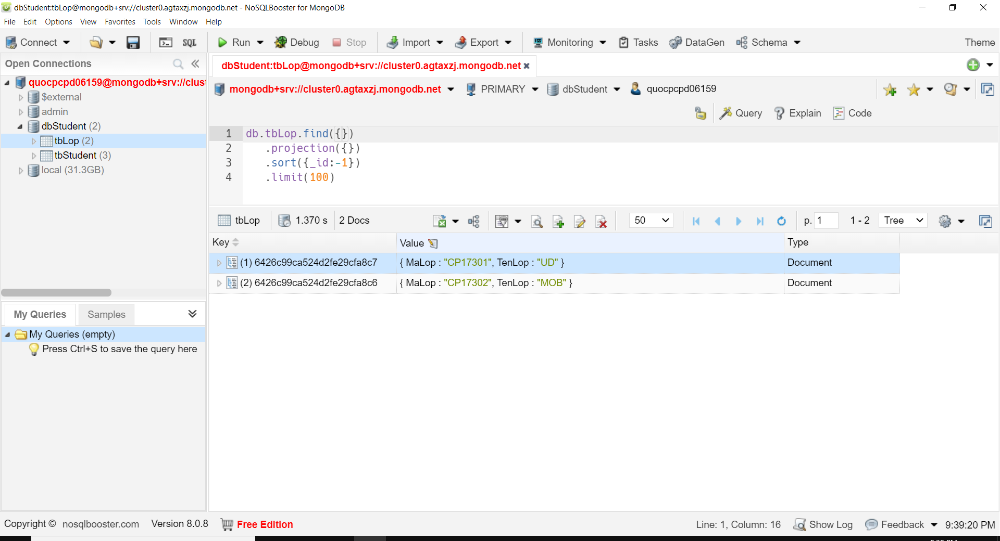 dbStudent:tbLop@mongodb+srv://cluster0.agtaxzj.mongodb.net - NoSQLBooster for MongoDB
File Edit Options View Favorites Tools Window Help
Connect SQL Run Debug Stop Import Export Monitoring Tasks DataGen Schema Theme
Open Connections
quocpcpd06159@mongodb+srv://clus
$external
admin
dbStudent (2)
tbLop (2)
tbStudent (3)
local (31.3GB)
My Queries Samples
My Queries (empty)
Press Ctrl+S to save the query here
dbStudent:tbLop@mongodb+srv://cluster0.agtaxzj.mongodb.net
mongodb+srv://cluster0.agtaxzj.mongodb.net PRIMARY dbStudent quocpcpd06159
Query Explain Code
1 db.tbLop.find({})
2 .projection({})
3 .sort({_id:-1})
4 .limit(100)
tbLop 1.370 s 2 Docs 50 p. 1 1 - 2 Tree
Key Value Type
(1) 6426c99ca524d2fe29cfa8c7 { MaLop : "CP17301", TenLop : "UD" } Document
(2) 6426c99ca524d2fe29cfa8c6 { MaLop : "CP17302", TenLop : "MOB" } Document
Copyright © nosqlbooster.com Version 8.0.8 Free Edition Line: 1, Column: 16 Show Log Feedback 9:39:20 PM